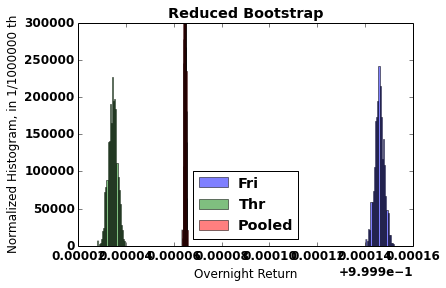 Reduced Bootstrap
Normalized Histogram, in 1/1000000 th
300000
250000
200000
150000
100000
50000
0
Fri
Thr
Pooled
0.00002 0.00004 0.00006 0.00008 0.00010 0.00012 0.00014 0.00016
+9.999e−1
Overnight Return